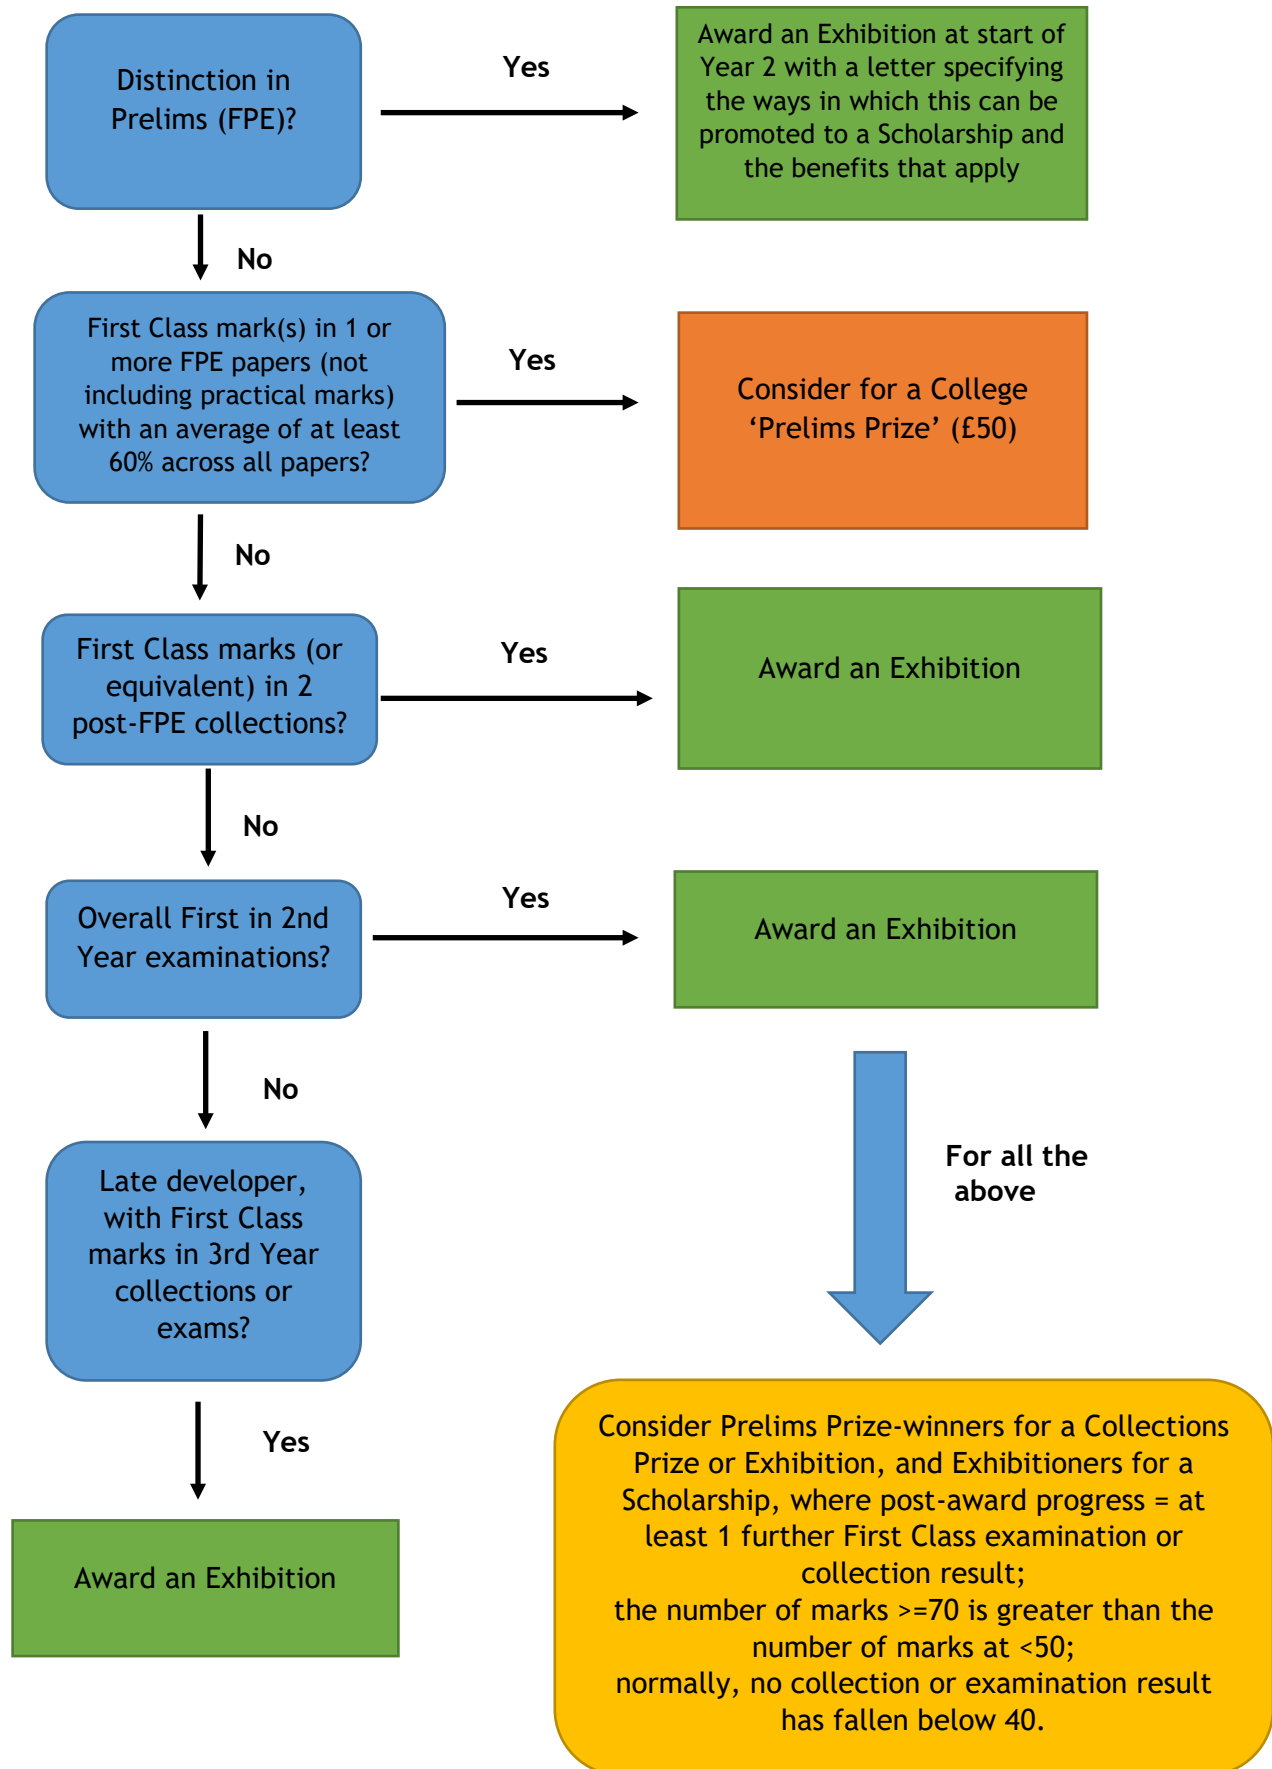 Distinction in
Prelims (FPE)?
Yes
Award an Exhibition at start of
Year 2 with a letter specifying
the ways in which this can be
promoted to a Scholarship and
the benefits that apply
No
First Class mark(s) in 1 or
more FPE papers (not
including practical marks)
with an average of at least
60% across all papers?
Yes
Consider for a College
‘Prelims Prize’ (£50)
No
First Class marks (or
equivalent) in 2
post-FPE collections?
Yes
Award an Exhibition
No
Overall First in 2nd
Year examinations?
Yes
Award an Exhibition
No
For all the
above
Late developer,
with First Class
marks in 3rd Year
collections or
exams?
Yes
Award an Exhibition
Consider Prelims Prize-winners for a Collections
Prize or Exhibition, and Exhibitioners for a
Scholarship, where post-award progress = at
least 1 further First Class examination or
collection result;
the number of marks >=70 is greater than the
number of marks at <50;
normally, no collection or examination result
has fallen below 40.